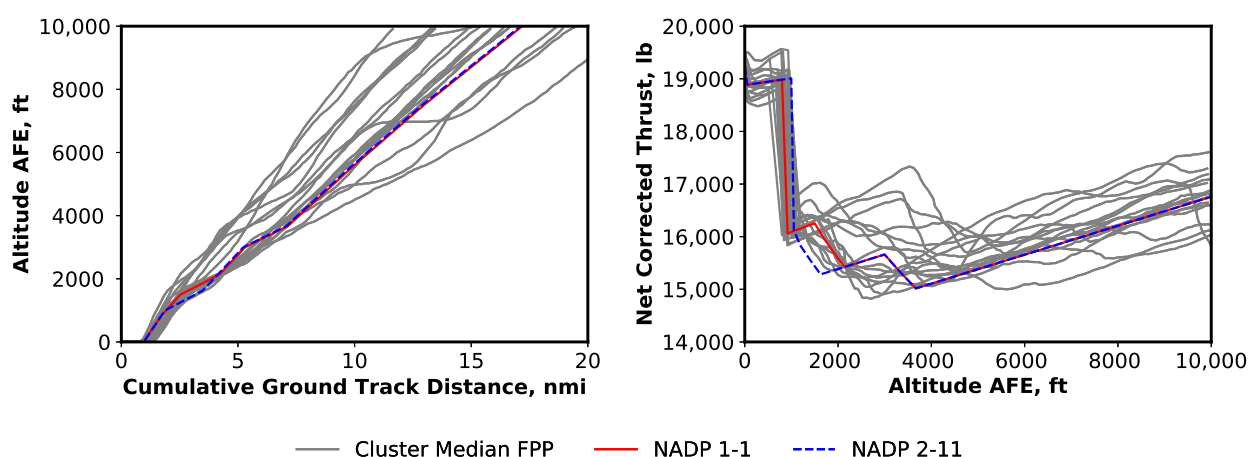 10,000
8000
6000
4000
2000
0
Altitude AFE, ft
0 5 10 15 20
Cumulative Ground Track Distance, nmi
20,000
19,000
18,000
17,000
16,000
15,000
14,000
Net Corrected Thrust, lb
0 2000 4000 6000 8000 10,000
Altitude AFE, ft
Cluster Median FPP NADP 1-1 NADP 2-11